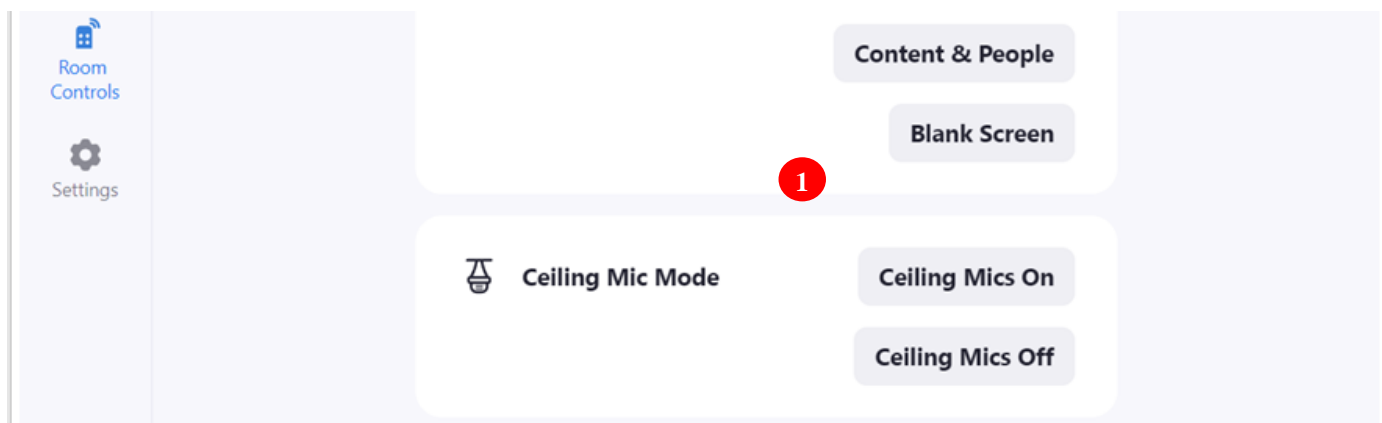 Room
Controls
Settings
Content & People
Blank Screen
1
Ceiling Mic Mode
Ceiling Mics On
Ceiling Mics Off